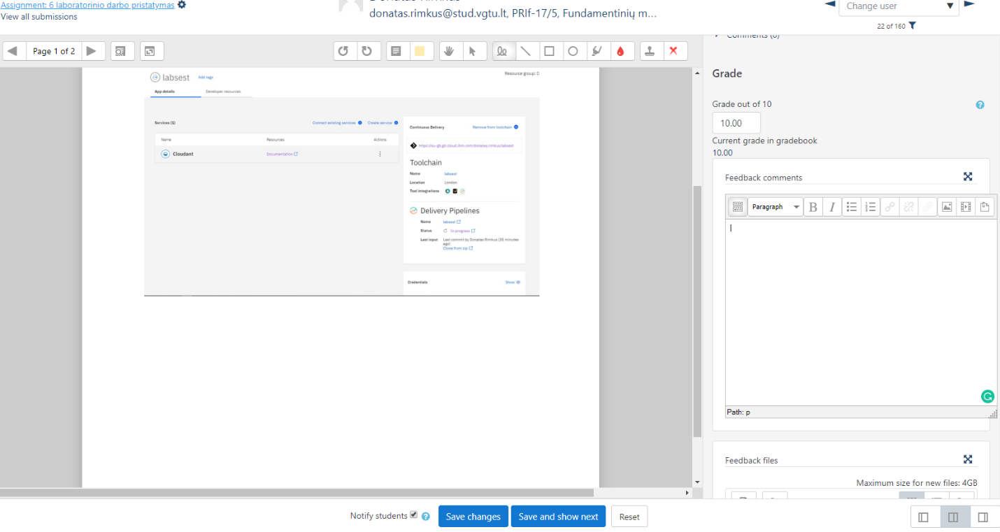 Assignment: 6 laboratorinio darbo pristatymas
View all submissions
donatas.rimkus@stud.vgtu.lt, PRIf-17/5, Fundamentinių m...
Change user
22 of 160
Page 1 of 2
labsest
Add tags
Resource group: D
App details
Developer resources
Services (1)
Connect existing services
Create service
Name
Resources
Actions
Cloudant
Documentation
Continuous Delivery
Remove from toolchain
https://eu-gb.git.cloud.ibm.com/donatas.rimkus/labsest
Toolchain
Name labsest
Location London
Tool integrations
Delivery Pipelines
Name labsest
Status In progress
Last input Last commit by Donatas Rimkus (35 minutes
ago)
Clone from zip
Credentials
Show
Comments (0)
Grade
Grade out of 10
10.00
Current grade in gradebook
10.00
Feedback comments
Paragraph
B
I
Path: p
Feedback files
Maximum size for new files: 4GB
Notify students
Save changes
Save and show next
Reset